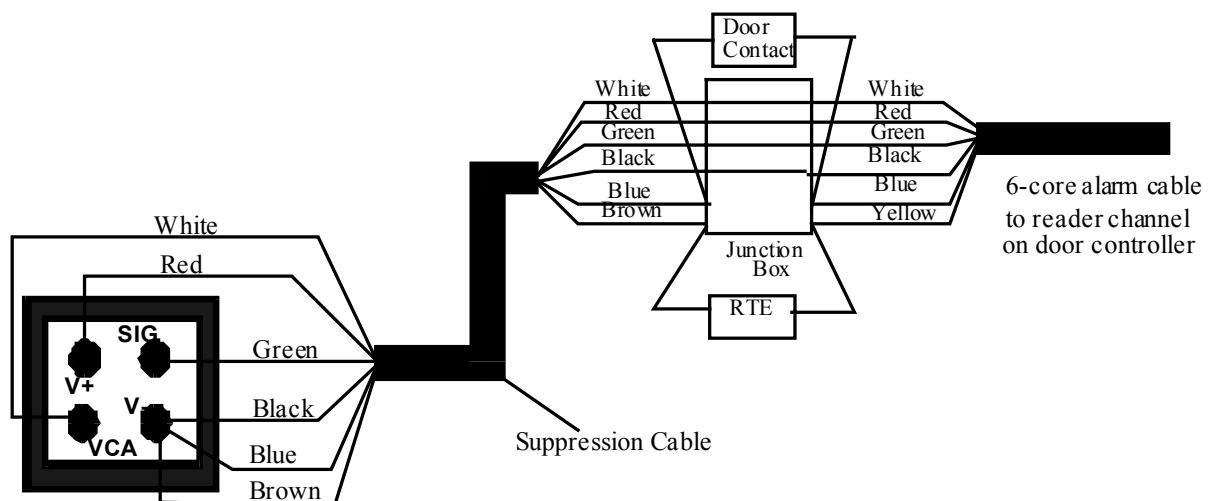 Door
Contact
White
White
Red
Red
Green
Green
Black
Black
Blue
Blue
Brown
Yellow
6-core alarm cable
to reader channel
on door controller
Junction
Box
RTE
White
Red
SIG
Green
V+
V-
Black
VCA
Suppression Cable
Blue
Brown